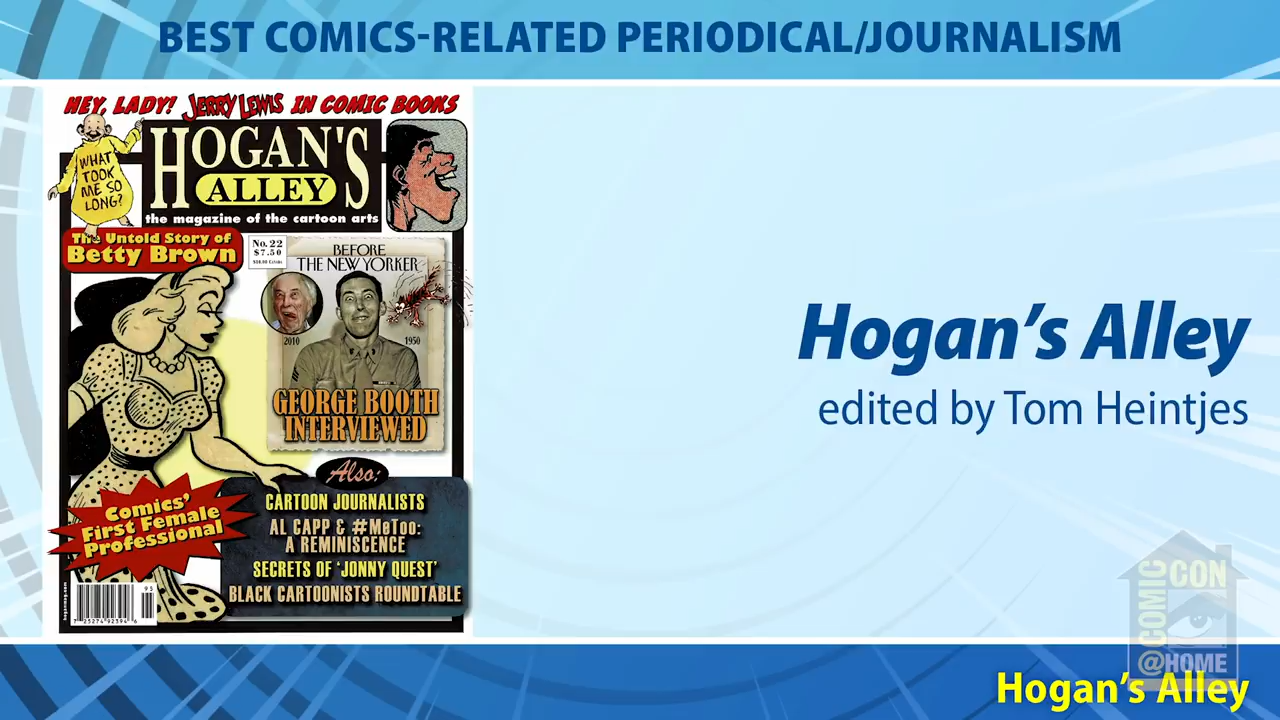 BEST COMICS-RELATED PERIODICAL/JOURNALISM
HEY, LADY! JERRY LEWIS IN COMIC BOOKS
WHAT
TOOK
ME SO
LONG?
HOGAN'S
ALLEY
the magazine of the cartoon arts
The Untold Story of
Betty Brown
No. 22
$7.50
BEFORE
THE NEW YORKER
2010
1950
GEORGE BOOTH
INTERVIEWED
Comics'
First Female
Professional
Also:
CARTOON JOURNALISTS
AL CAPP & #MeToo:
A REMINISCENCE
SECRETS OF 'JONNY QUEST'
BLACK CARTOONISTS ROUNDTABLE
Hogan's Alley
edited by Tom Heintjes
COMIC CON
@HOME
Hogan's Alley